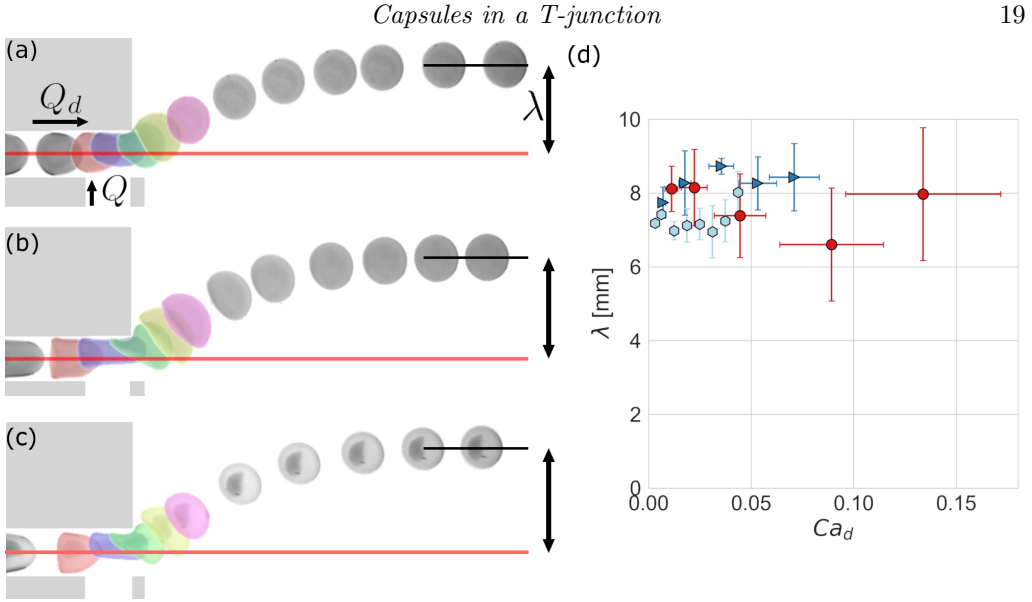 Capsules in a T-junction 19
(a)
Q_d
Q
λ
(b)
(c)
(d)
10
8
6
4
2
0
λ [mm]
0.00 0.05 0.10 0.15
Ca_d